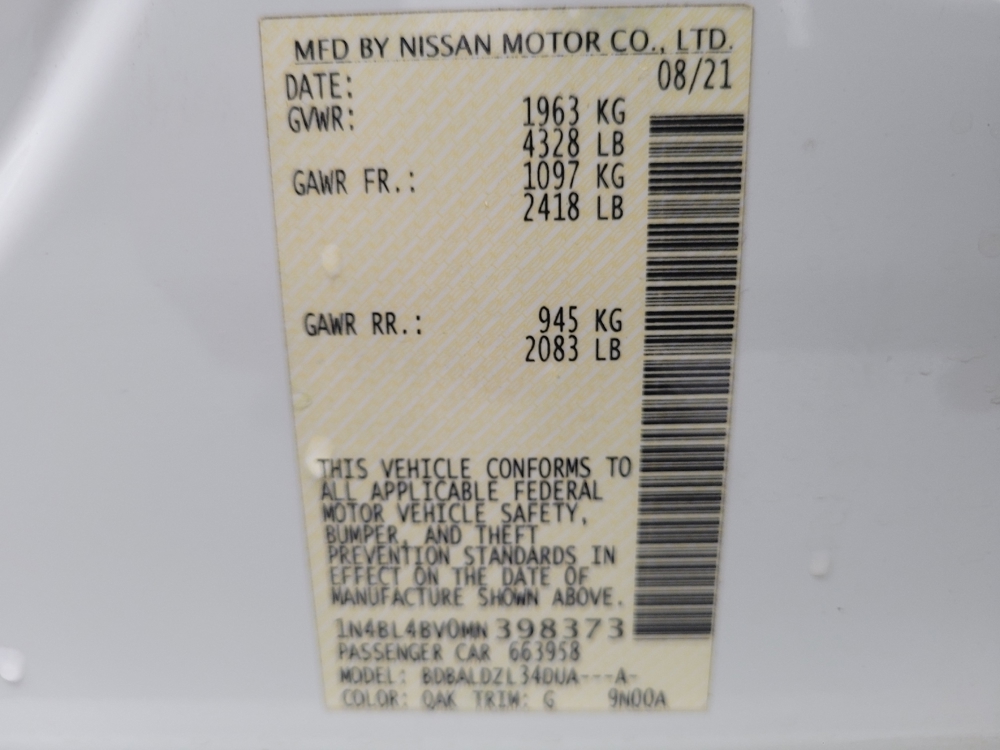 MFD BY NISSAN MOTOR CO., LTD.
DATE: 08/21
GVWR: 1963 KG
4328 LB
GAWR FR.: 1097 KG
2418 LB
GAWR RR.: 945 KG
2083 LB
THIS VEHICLE CONFORMS TO
ALL APPLICABLE FEDERAL
MOTOR VEHICLE SAFETY,
BUMPER, AND THEFT
PREVENTION STANDARDS IN
EFFECT ON THE DATE OF
MANUFACTURE SHOWN ABOVE.
1N4BL4BV0MN 398373
PASSENGER CAR 663958
MODEL: BDBALDZL34DUA---A-
COLOR: QAK TRIM: G 9N00A